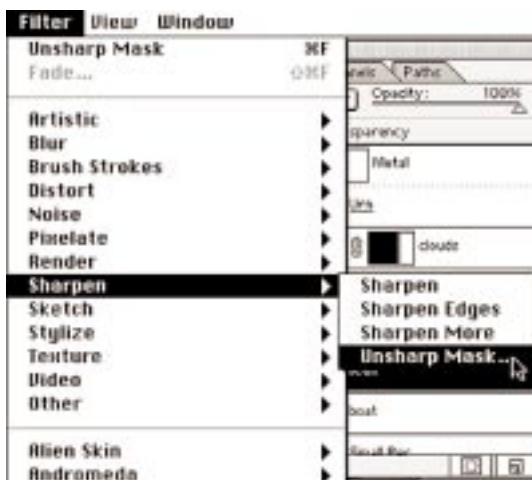 Filter View Window
Unsharp Mask ⌘F
Fade... ⇧⌘F
Artistic
Blur
Brush Strokes
Distort
Noise
Pixelate
Render
Sharpen
Sketch
Stylize
Texture
Video
Other
Alien Skin
Andromeda
Paths
Opacity: 100%
Metal
clouds
Sharpen
Sharpen Edges
Sharpen More
Unsharp Mask...
boat